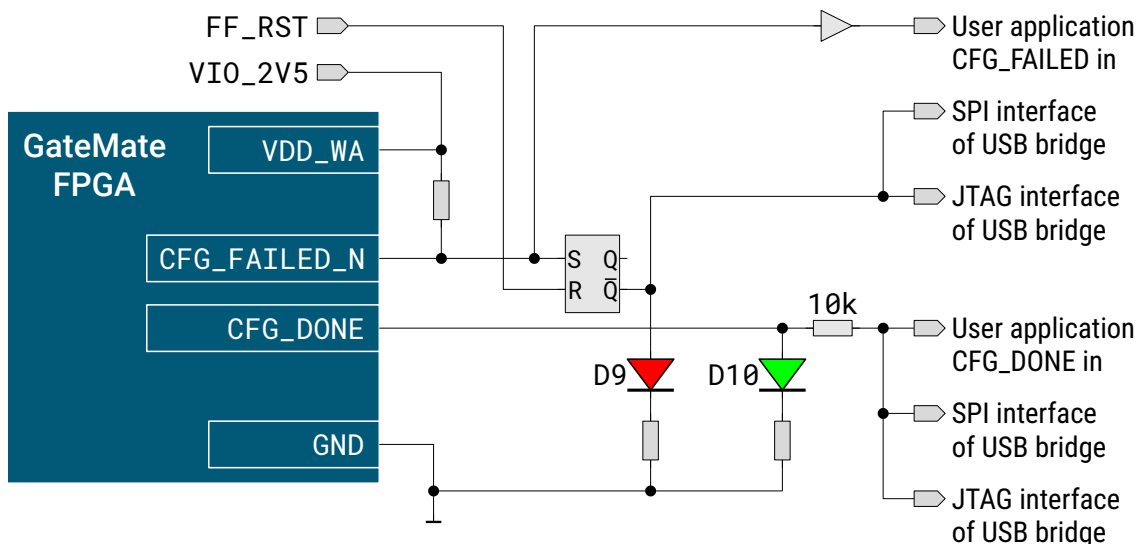 FF_RST
User application
CFG_FAILED in
VIO_2V5
SPI interface
of USB bridge
GateMate
FPGA
VDD_WA
JTAG interface
of USB bridge
CFG_FAILED_N
S Q
R Q̅
CFG_DONE
10k
User application
CFG_DONE in
D9
D10
SPI interface
of USB bridge
GND
JTAG interface
of USB bridge